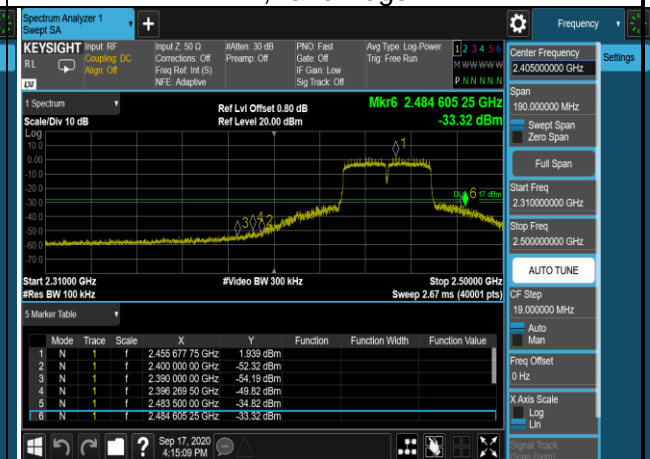 Spectrum Analyzer 1
Swept SA
Frequency
KEYSIGHT
RL
Input: RF
Coupling: DC
Align: Off
Input Z: 50 Ω
Corrections: Off
Freq Ref: Int (S)
NFE: Adaptive
#Atten: 30 dB
Preamp: Off
PNO: Fast
Gate: Off
IF Gain: Low
Sig Track: Off
Avg Type: Log-Power
Trig: Free Run
1 2 3 4 5 6
M W W W W W
P N N N N N
Settings
Center Frequency
2.405000000 GHz
Span
190.000000 MHz
Swept Span
Zero Span
Full Span
Start Freq
2.310000000 GHz
Stop Freq
2.500000000 GHz
AUTO TUNE
CF Step
19.000000 MHz
Auto
Man
Freq Offset
0 Hz
X Axis Scale
Log
Lin
Signal Track
(Span Zoom)
1 Spectrum
Scale/Div 10 dB
Ref Lvl Offset 0.80 dB
Ref Level 20.00 dBm
Mkr6 2.484 605 25 GHz
-33.32 dBm
Log
10.0
0.00
-10.0
-20.0
-30.0
-40.0
-50.0
-60.0
-70.0
1
6
17 dBm
3 4 2
Start 2.31000 GHz
#Res BW 100 kHz
#Video BW 300 kHz
Stop 2.50000 GHz
Sweep 2.67 ms (40001 pts)
5 Marker Table
Mode Trace Scale X Y Function Function Width Function Value
1 N 1 f 2.455 677 75 GHz 1.939 dBm
2 N 1 f 2.400 000 00 GHz -52.32 dBm
3 N 1 f 2.390 000 00 GHz -54.19 dBm
4 N 1 f 2.396 269 50 GHz -49.82 dBm
5 N 1 f 2.483 500 00 GHz -34.82 dBm
6 N 1 f 2.484 605 25 GHz -33.32 dBm
?
Sep 17, 2020
4:15:09 PM